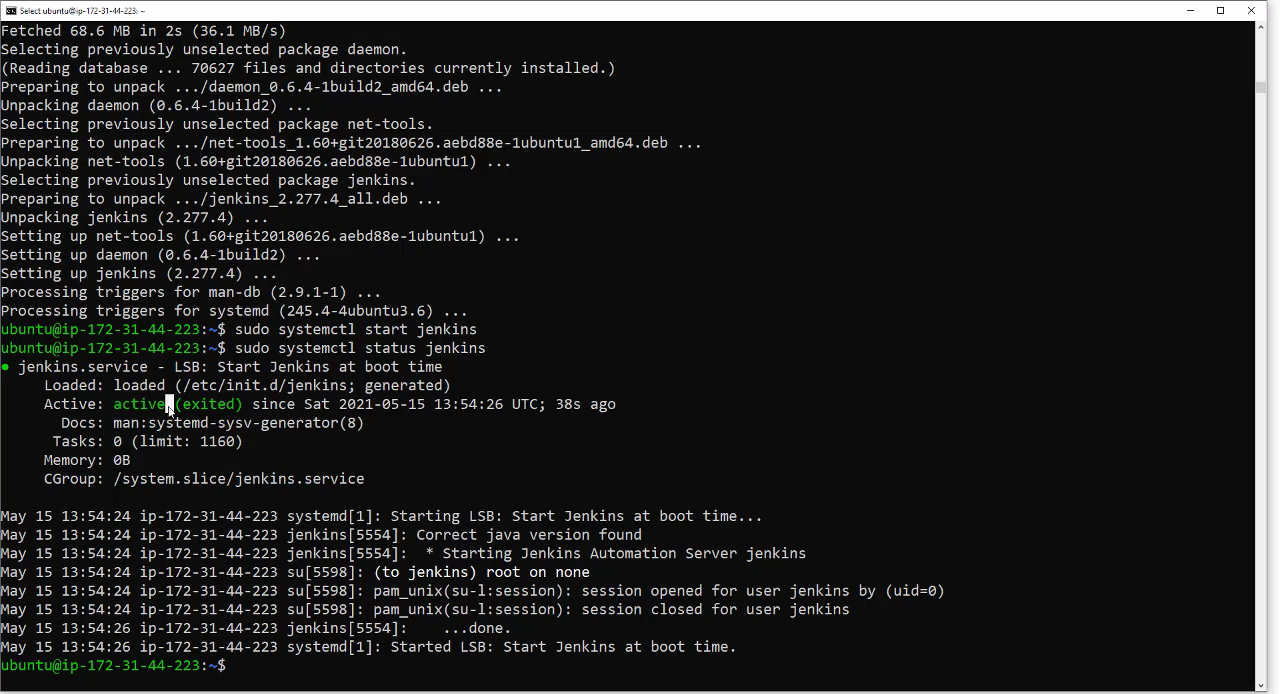 Select ubuntu@ip-172-31-44-223: ~
Fetched 68.6 MB in 2s (36.1 MB/s)
Selecting previously unselected package daemon.
(Reading database ... 70627 files and directories currently installed.)
Preparing to unpack .../daemon_0.6.4-1build2_amd64.deb ...
Unpacking daemon (0.6.4-1build2) ...
Selecting previously unselected package net-tools.
Preparing to unpack .../net-tools_1.60+git20180626.aebd88e-1ubuntu1_amd64.deb ...
Unpacking net-tools (1.60+git20180626.aebd88e-1ubuntu1) ...
Selecting previously unselected package jenkins.
Preparing to unpack .../jenkins_2.277.4_all.deb ...
Unpacking jenkins (2.277.4) ...
Setting up net-tools (1.60+git20180626.aebd88e-1ubuntu1) ...
Setting up daemon (0.6.4-1build2) ...
Setting up jenkins (2.277.4) ...
Processing triggers for man-db (2.9.1-1) ...
Processing triggers for systemd (245.4-4ubuntu3.6) ...
ubuntu@ip-172-31-44-223:~$ sudo systemctl start jenkins
ubuntu@ip-172-31-44-223:~$ sudo systemctl status jenkins
● jenkins.service - LSB: Start Jenkins at boot time
Loaded: loaded (/etc/init.d/jenkins; generated)
Active: active (exited) since Sat 2021-05-15 13:54:26 UTC; 38s ago
Docs: man:systemd-sysv-generator(8)
Tasks: 0 (limit: 1160)
Memory: 0B
CGroup: /system.slice/jenkins.service
May 15 13:54:24 ip-172-31-44-223 systemd[1]: Starting LSB: Start Jenkins at boot time...
May 15 13:54:24 ip-172-31-44-223 jenkins[5554]: Correct java version found
May 15 13:54:24 ip-172-31-44-223 jenkins[5554]:  * Starting Jenkins Automation Server jenkins
May 15 13:54:24 ip-172-31-44-223 su[5598]: (to jenkins) root on none
May 15 13:54:24 ip-172-31-44-223 su[5598]: pam_unix(su-l:session): session opened for user jenkins by (uid=0)
May 15 13:54:24 ip-172-31-44-223 su[5598]: pam_unix(su-l:session): session closed for user jenkins
May 15 13:54:26 ip-172-31-44-223 jenkins[5554]:    ...done.
May 15 13:54:26 ip-172-31-44-223 systemd[1]: Started LSB: Start Jenkins at boot time.
ubuntu@ip-172-31-44-223:~$